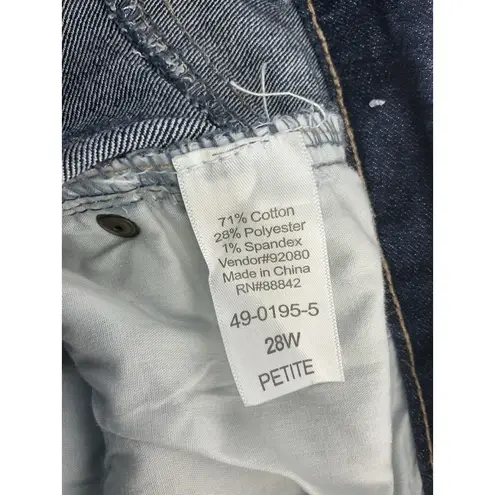 71% Cotton
28% Polyester
1% Spandex
Vendor#92080
Made in China
RN#88842
49-0195-5
28W
PETITE